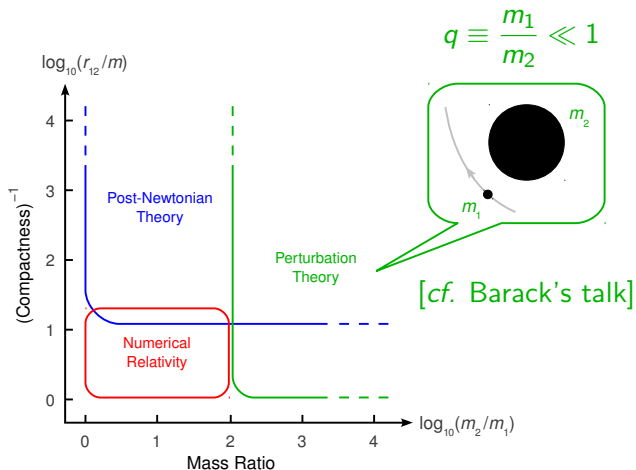 q ≡ m₁/m₂ ≪ 1
log₁₀(r₁₂/m)
4
3
2
1
0
(Compactness)⁻¹
Post-Newtonian
Theory
Perturbation
Theory
Numerical
Relativity
m₂
m₁
[cf. Barack's talk]
0
1
2
3
4
log₁₀(m₂/m₁)
Mass Ratio